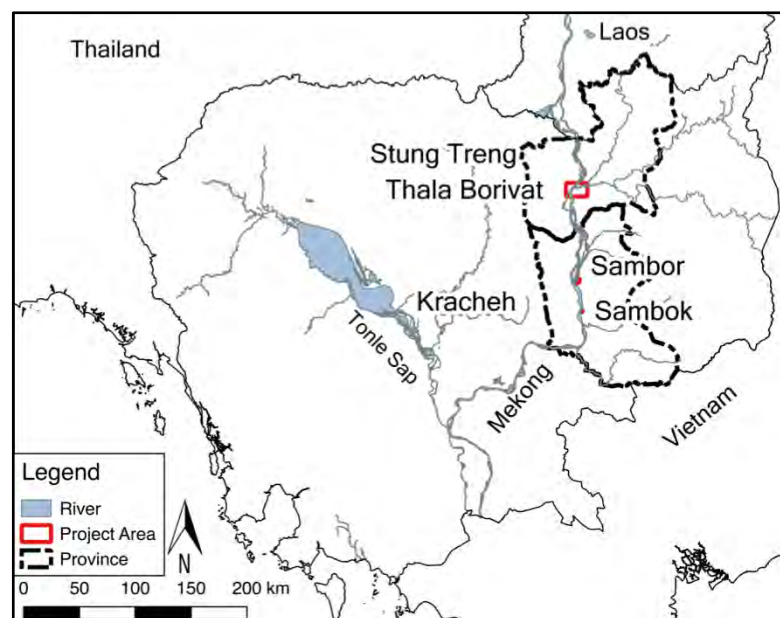 Thailand
Laos
Stung Treng
Thala Borivat
Sambor
Kracheh
Sambok
Tonle Sap
Mekong
Vietnam
Legend
River
Project Area
Province
N
0 50 100 150 200 km